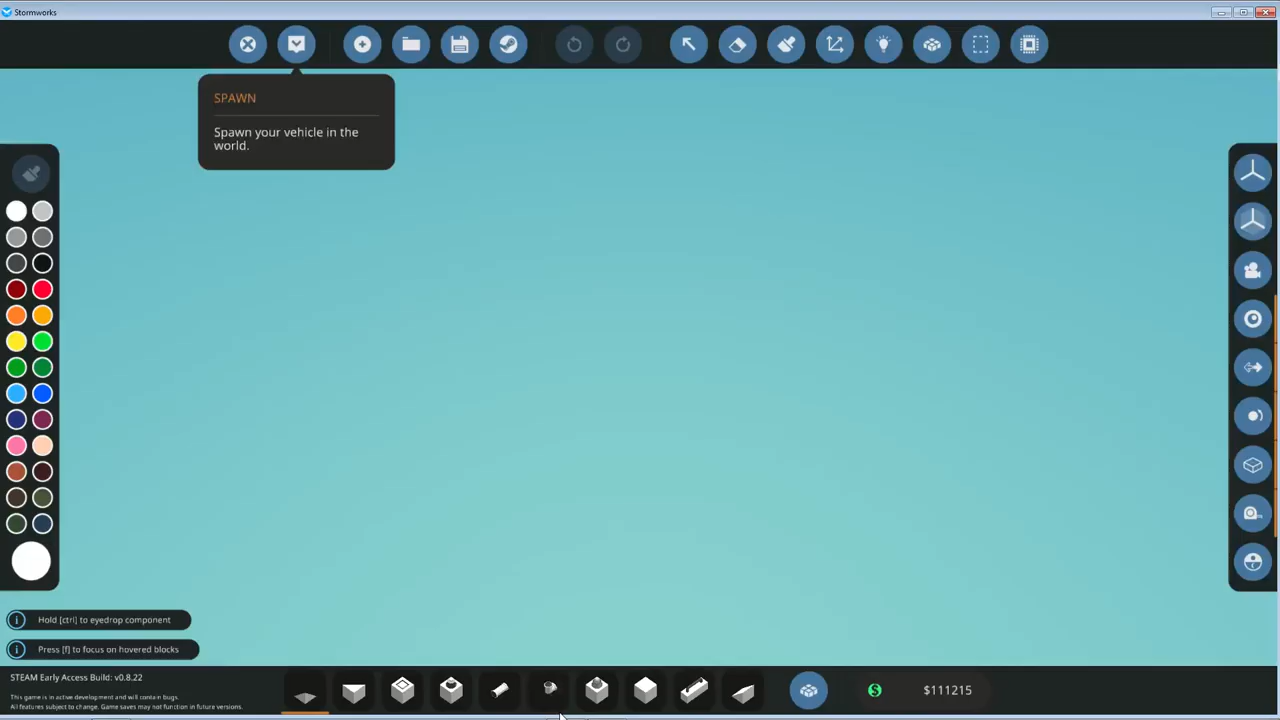 Stormworks
SPAWN
Spawn your vehicle in the
world.
Hold [ctrl] to eyedrop component
Press [f] to focus on hovered blocks
STEAM Early Access Build: v0.8.22
This game is in active development and will contain bugs.
All features subject to change. Game saves may not function in future versions.
$111215